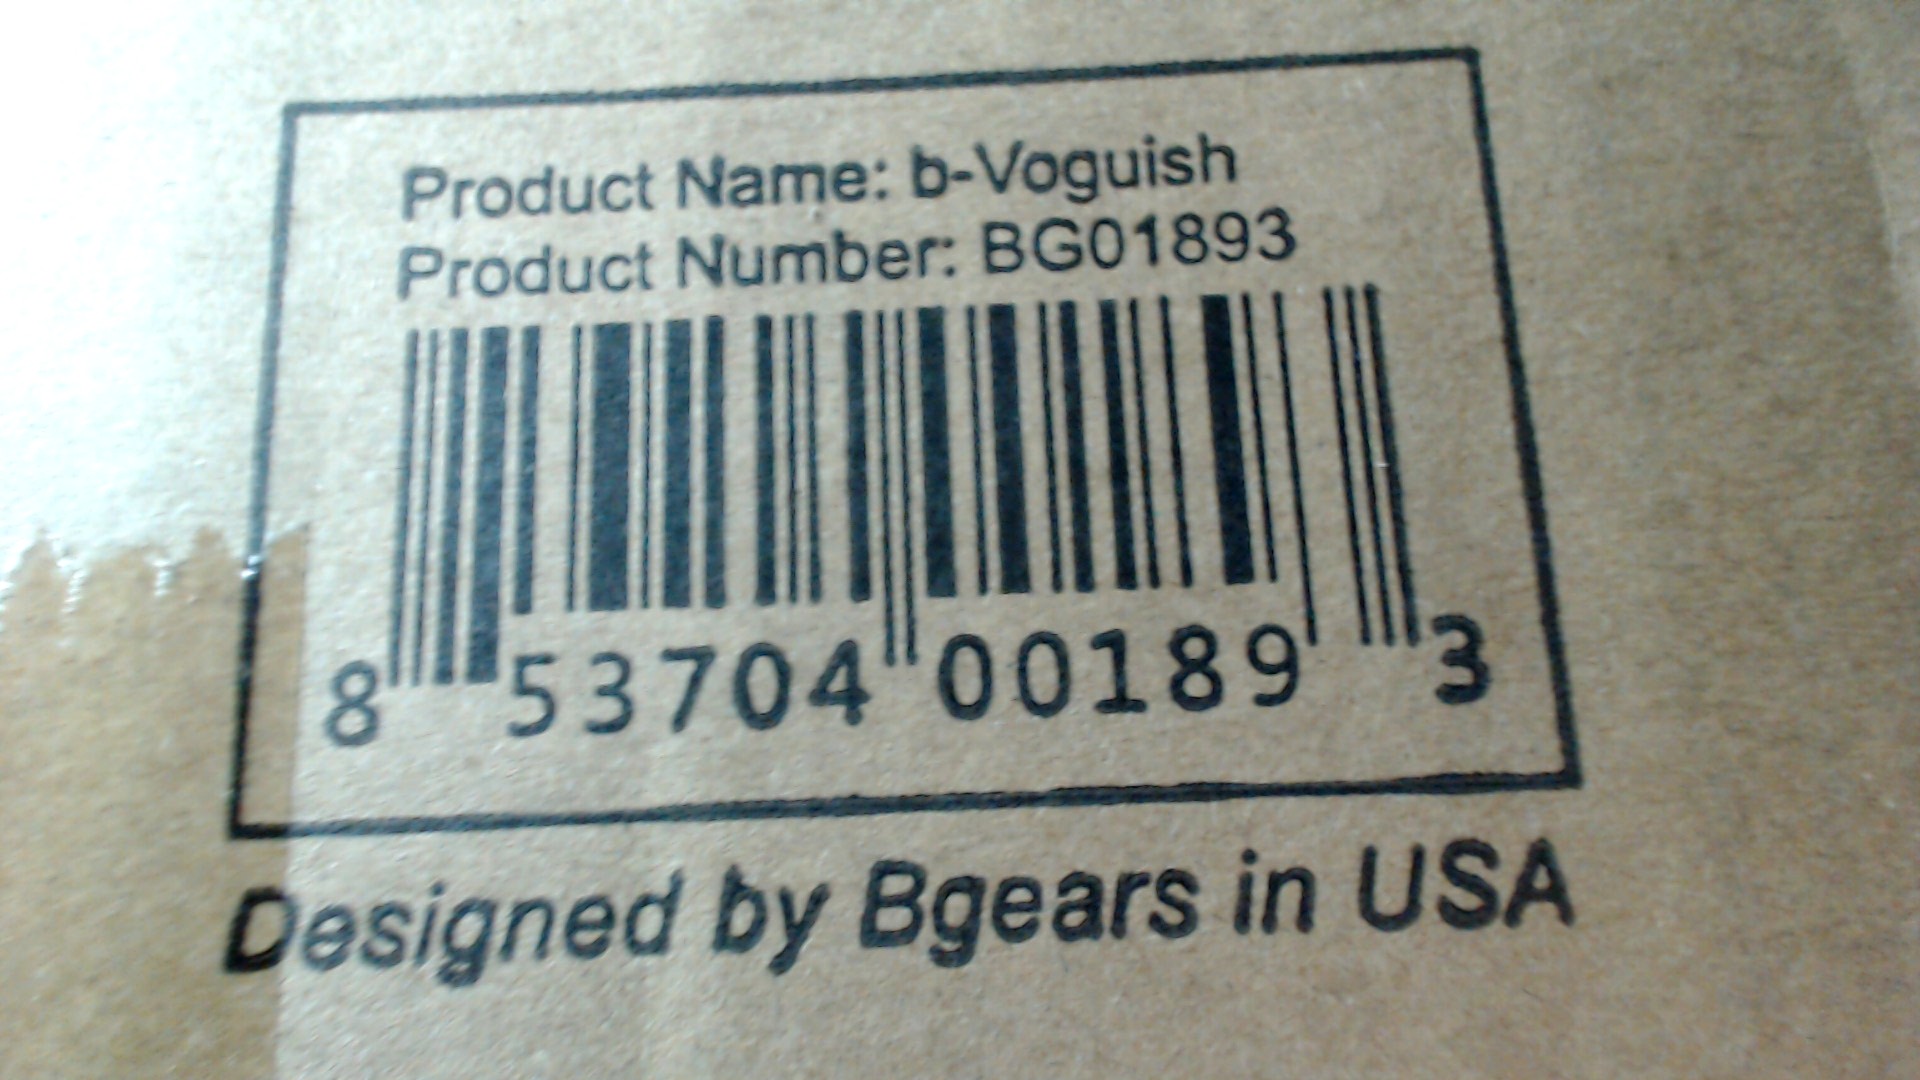 Product Name: b-Voguish
Product Number: BG01893
8 53704 00189 3
Designed by Bgears in USA